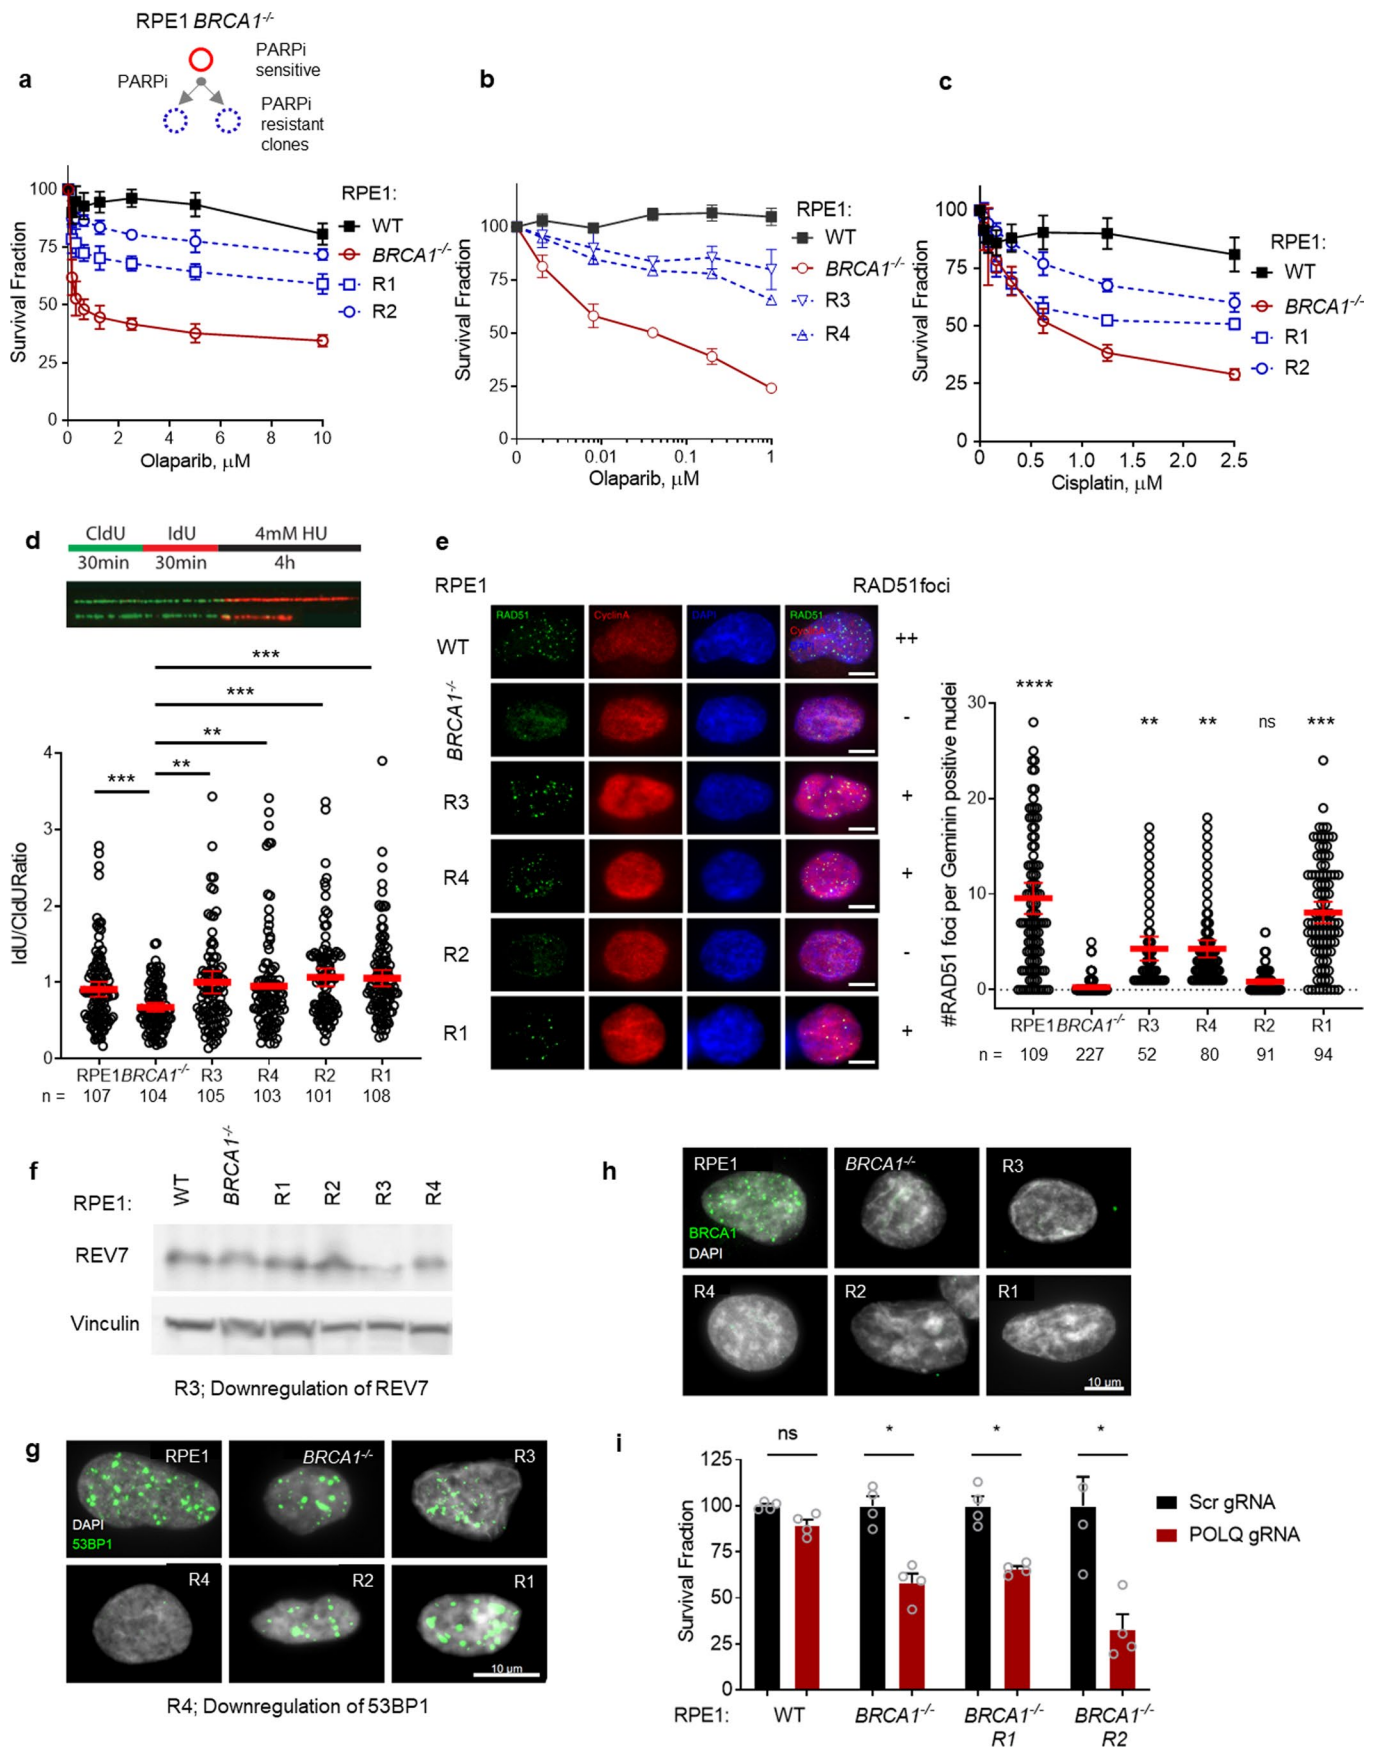 RPE1 BRCA1-/-
a
PARPi
PARPi
sensitive
PARPi
resistant
clones
Survival Fraction
100
75
50
25
0
0 2 4 6 8 10
Olaparib, μM
RPE1:
WT
BRCA1-/-
R1
R2
b
Survival Fraction
100
75
50
25
0
0 0.01 0.1 1
Olaparib, μM
RPE1:
WT
BRCA1-/-
R3
R4
c
Survival Fraction
100
75
50
25
0
0 0.5 1.0 1.5 2.0 2.5
Cisplatin, μM
RPE1:
WT
BRCA1-/-
R1
R2
d
CldU IdU 4mM HU
30min 30min 4h
***
***
**
**
***
IdU/CldU Ratio
4
3
2
1
0
RPE1 BRCA1-/- R3 R4 R2 R1
n = 107 104 105 103 101 108
e
RPE1 RAD51foci
RAD51 CyclinA DAPI RAD51
CyclinA
DAPI
WT ++
BRCA1-/- -
R3 +
R4 +
R2 -
R1 +
#RAD51 foci per Geminin positive nuclei
30
20
10
0
**** ** ** ns ***
RPE1 BRCA1-/- R3 R4 R2 R1
n = 109 227 52 80 91 94
f
RPE1: WT BRCA1-/- R1 R2 R3 R4
REV7
Vinculin
R3; Downregulation of REV7
g
RPE1 BRCA1-/- R3
DAPI
53BP1
R4 R2 R1
10 μm
R4; Downregulation of 53BP1
h
RPE1 BRCA1-/- R3
BRCA1
DAPI
R4 R2 R1
10 μm
i
Survival Fraction
125
100
75
50
25
0
ns * * *
Scr gRNA
POLQ gRNA
RPE1: WT BRCA1-/- BRCA1-/- BRCA1-/-
R1 R2